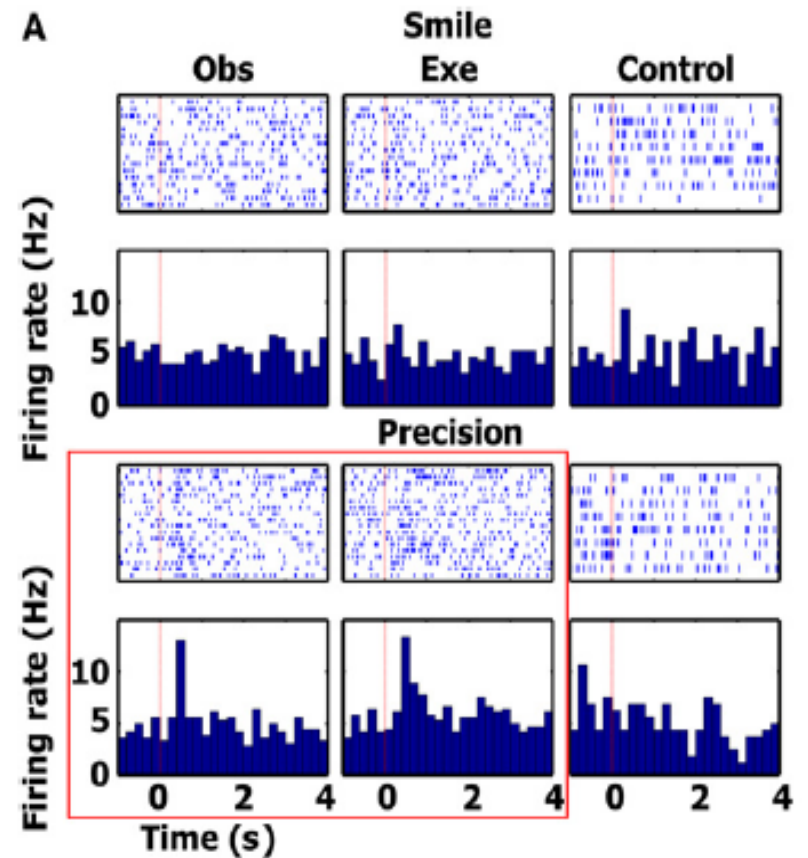 A
Smile
Obs Exe Control
Firing rate (Hz)
10
5
0
Precision
Firing rate (Hz)
10
5
0
0 2 4 0 2 4 0 2 4
Time (s)